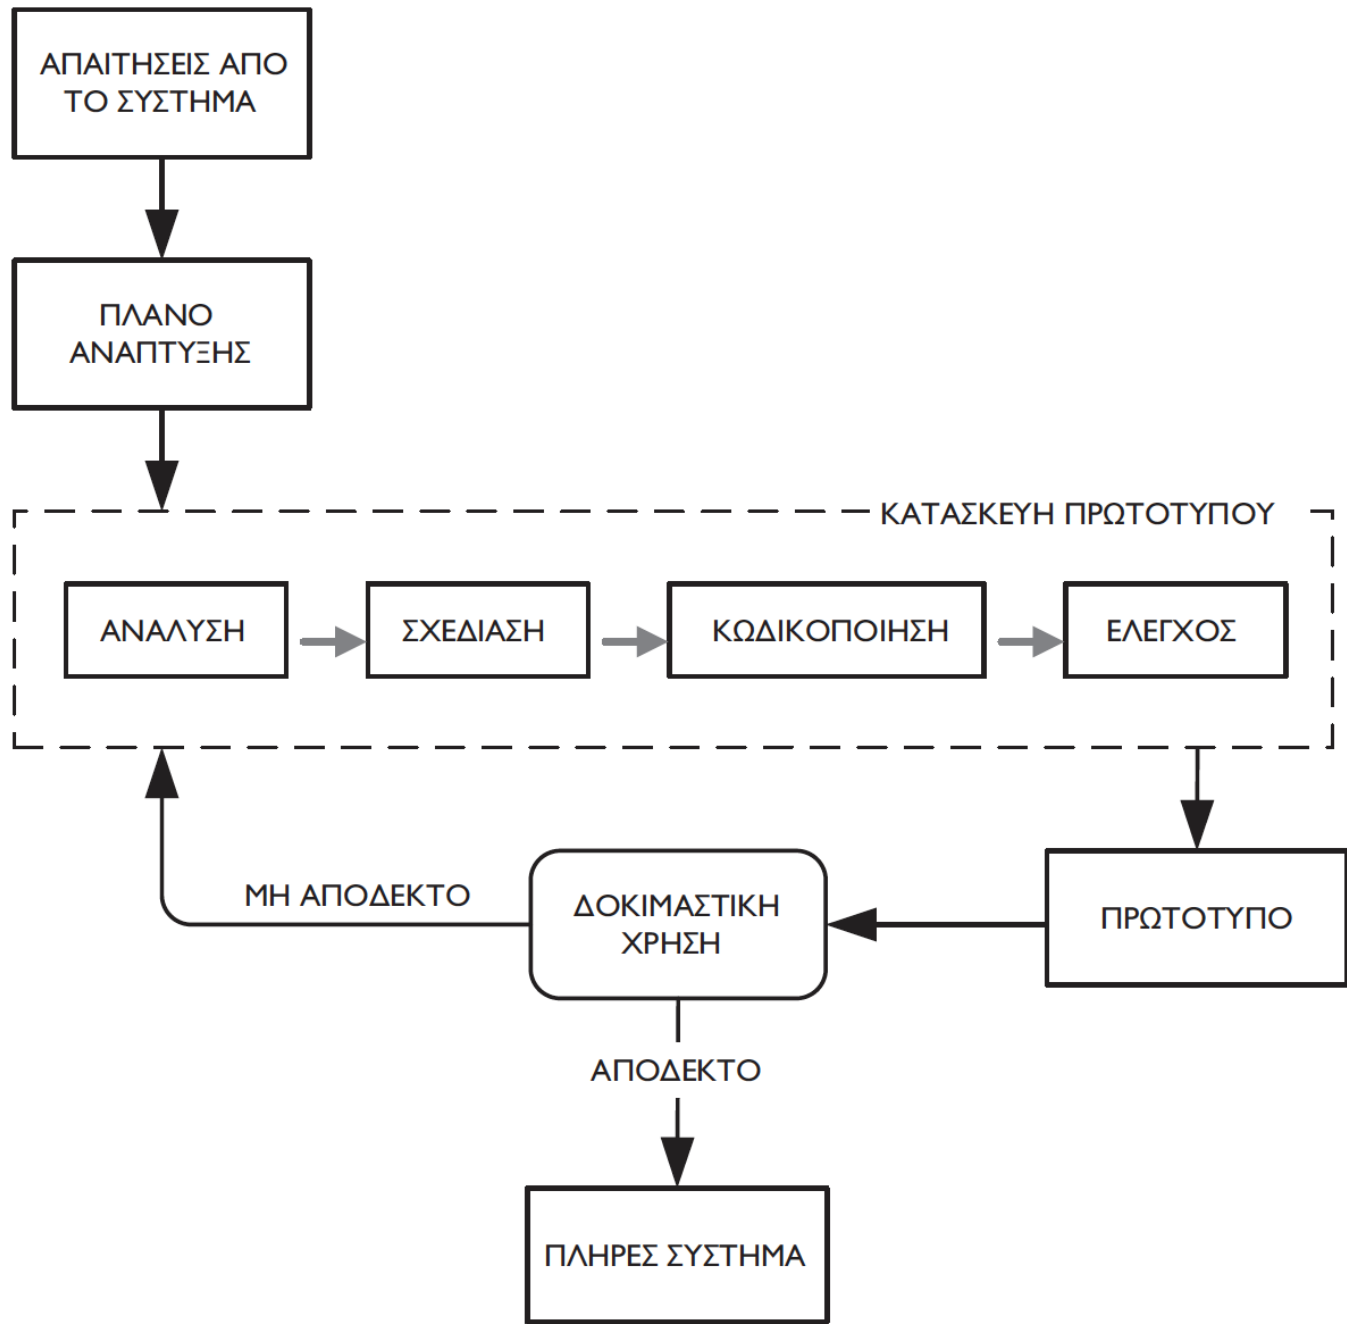 ΑΠΑΙΤΗΣΕΙΣ ΑΠΟ
ΤΟ ΣΥΣΤΗΜΑ
ΠΛΑΝΟ
ΑΝΑΠΤΥΞΗΣ
ΚΑΤΑΣΚΕΥΗ ΠΡΩΤΟΤΥΠΟΥ
ΑΝΑΛΥΣΗ
ΣΧΕΔΙΑΣΗ
ΚΩΔΙΚΟΠΟΙΗΣΗ
ΕΛΕΓΧΟΣ
ΜΗ ΑΠΟΔΕΚΤΟ
ΔΟΚΙΜΑΣΤΙΚΗ
ΧΡΗΣΗ
ΠΡΩΤΟΤΥΠΟ
ΑΠΟΔΕΚΤΟ
ΠΛΗΡΕΣ ΣΥΣΤΗΜΑ